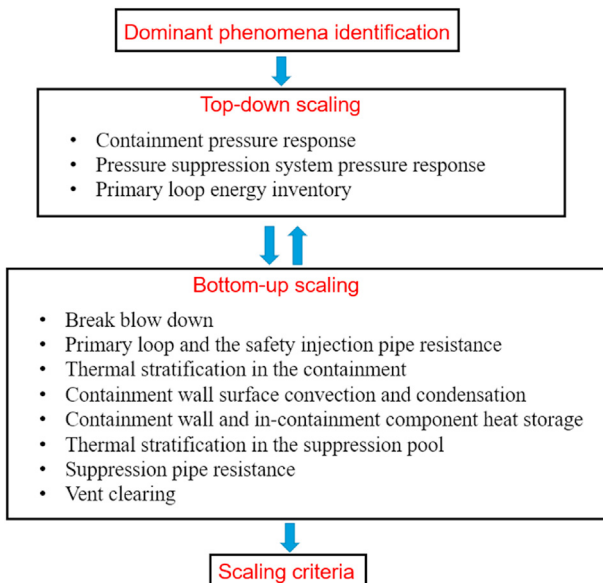 Dominant phenomena identification
Top-down scaling
• Containment pressure response
• Pressure suppression system pressure response
• Primary loop energy inventory
Bottom-up scaling
• Break blow down
• Primary loop and the safety injection pipe resistance
• Thermal stratification in the containment
• Containment wall surface convection and condensation
• Containment wall and in-containment component heat storage
• Thermal stratification in the suppression pool
• Suppression pipe resistance
• Vent clearing
Scaling criteria